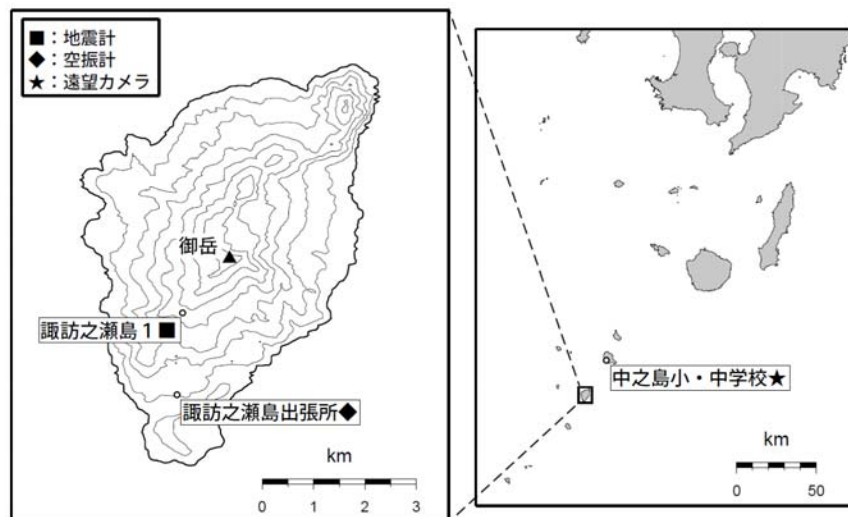 ■：地震計
◆：空振計
★：遠望カメラ
御岳
諏訪之瀬島１■
諏訪之瀬島出張所◆
km
0 1 2 3
中之島小・中学校★
km
0 50